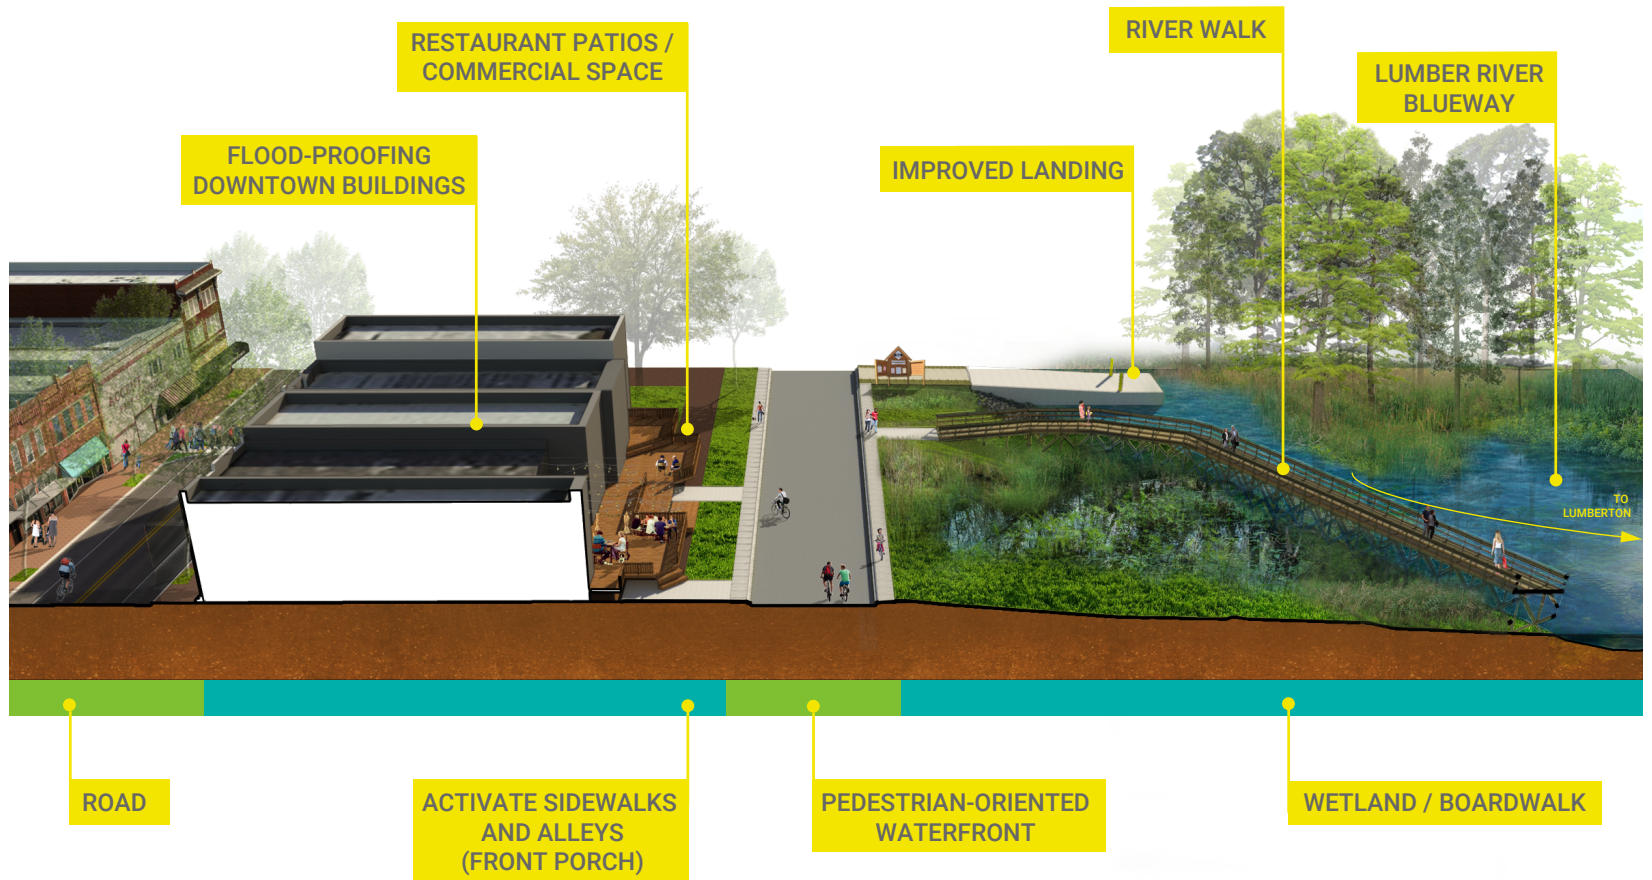 RIVER WALK
RESTAURANT PATIOS /
COMMERCIAL SPACE
LUMBER RIVER
BLUEWAY
FLOOD-PROOFING
DOWNTOWN BUILDINGS
IMPROVED LANDING
TO
LUMBERTON
ROAD
ACTIVATE SIDEWALKS
AND ALLEYS
(FRONT PORCH)
PEDESTRIAN-ORIENTED
WATERFRONT
WETLAND / BOARDWALK